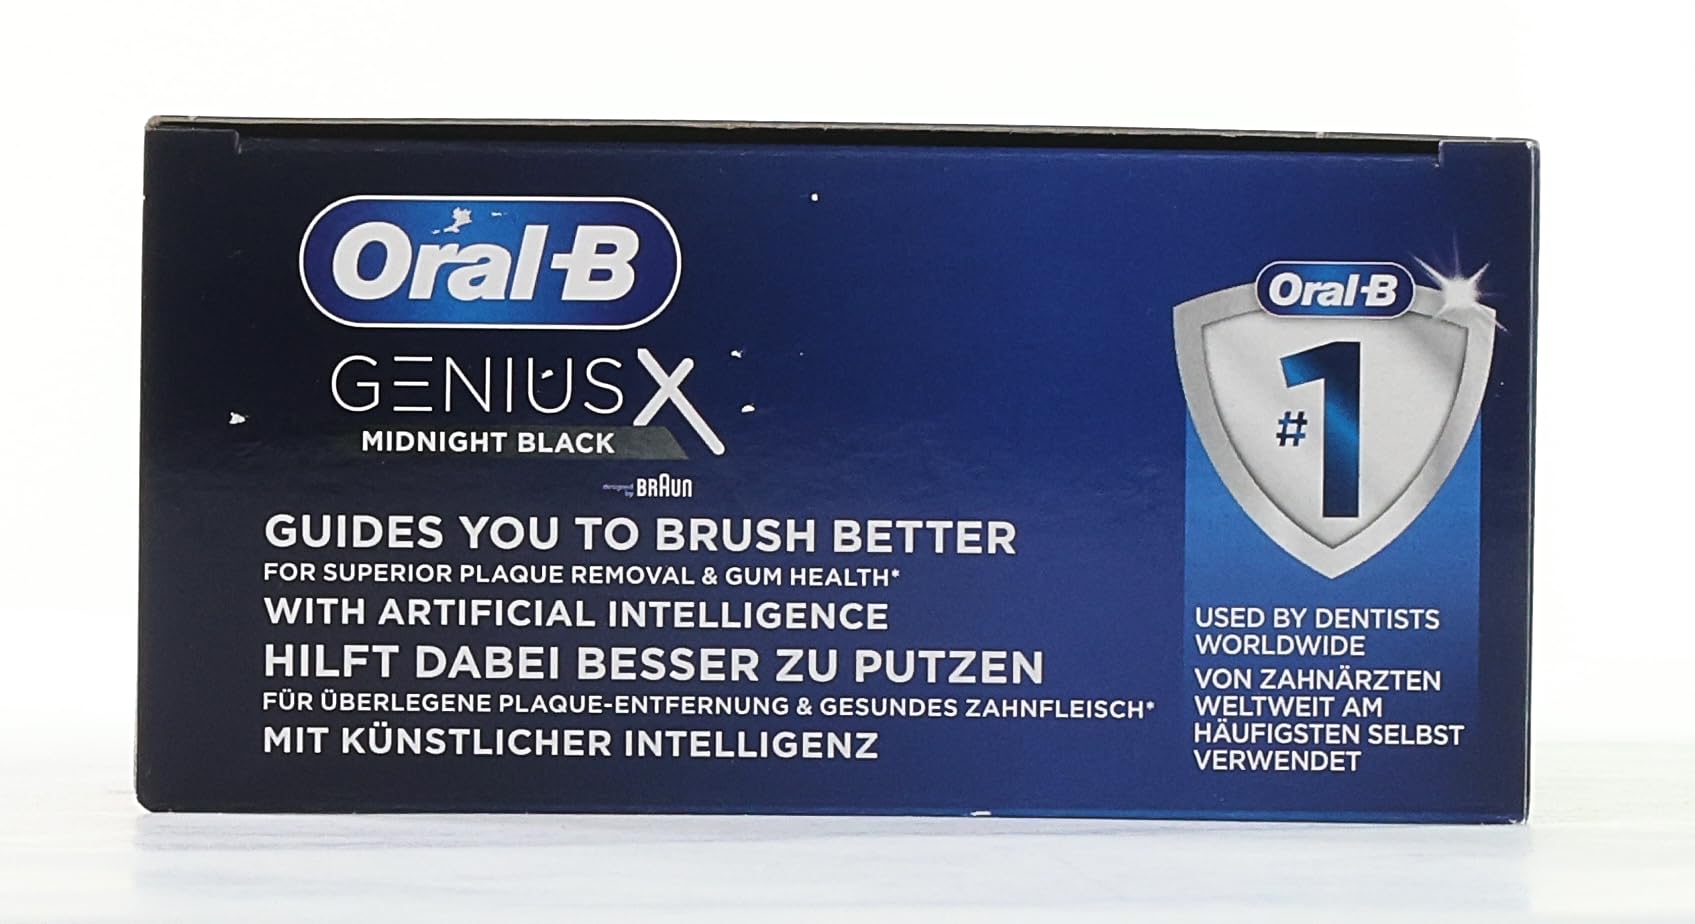 Oral-B
GENIUS X
MIDNIGHT BLACK
designed by BRAUN
GUIDES YOU TO BRUSH BETTER
FOR SUPERIOR PLAQUE REMOVAL & GUM HEALTH*
WITH ARTIFICIAL INTELLIGENCE
HILFT DABEI BESSER ZU PUTZEN
FÜR ÜBERLEGENE PLAQUE-ENTFERNUNG & GESUNDES ZAHNFLEISCH*
MIT KÜNSTLICHER INTELLIGENZ
Oral-B
#1
USED BY DENTISTS
WORLDWIDE
VON ZAHNÄRZTEN
WELTWEIT AM
HÄUFIGSTEN SELBST
VERWENDET